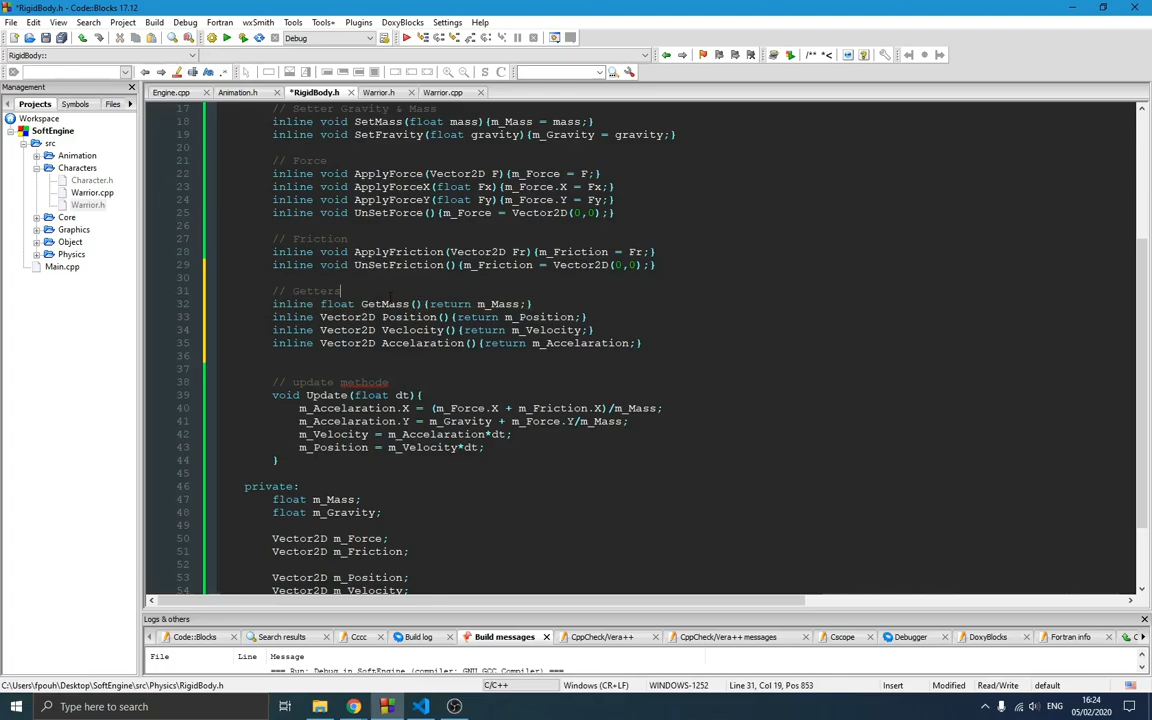 *RigidBody.h - Code::Blocks 17.12
File Edit View Search Project Build Debug Fortran wxSmith Tools Tools+ Plugins DoxyBlocks Settings Help
Debug
RigidBody::
Management
Projects Symbols Files
Workspace
SoftEngine
src
Animation
Characters
Character.h
Warrior.cpp
Warrior.h
Core
Graphics
Object
Physics
Main.cpp
Engine.cpp Animation.h *RigidBody.h Warrior.h Warrior.cpp
17 // Setter Gravity & Mass
18 inline void SetMass(float mass){m_Mass = mass;}
19 inline void SetFravity(float gravity){m_Gravity = gravity;}
20
21 // Force
22 inline void ApplyForce(Vector2D F){m_Force = F;}
23 inline void ApplyForceX(float Fx){m_Force.X = Fx;}
24 inline void ApplyForceY(float Fy){m_Force.Y = Fy;}
25 inline void UnSetForce(){m_Force = Vector2D(0,0);}
26
27 // Friction
28 inline void ApplyFriction(Vector2D Fr){m_Friction = Fr;}
29 inline void UnSetFriction(){m_Friction = Vector2D(0,0);}
30
31 // Getters
32 inline float GetMass(){return m_Mass;}
33 inline Vector2D Position(){return m_Position;}
34 inline Vector2D Veclocity(){return m_Velocity;}
35 inline Vector2D Accelaration(){return m_Accelaration;}
36
37
38 // update methode
39 void Update(float dt){
40 m_Accelaration.X = (m_Force.X + m_Friction.X)/m_Mass;
41 m_Accelaration.Y = m_Gravity + m_Force.Y/m_Mass;
42 m_Velocity = m_Accelaration*dt;
43 m_Position = m_Velocity*dt;
44 }
45
46 private:
47 float m_Mass;
48 float m_Gravity;
49
50 Vector2D m_Force;
51 Vector2D m_Friction;
52
53 Vector2D m_Position;
54 Vector2D m_Velocity;
Logs & others
Code::Blocks Search results Cccc Build log Build messages CppCheck/Vera++ CppCheck/Vera++ messages Cscope Debugger DoxyBlocks Fortran info
File Line Message
=== Run: Debug in SoftEngine (compiler: GNU GCC Compiler) ===
C:\Users\fpouh\Desktop\SoftEngine\src\Physics\RigidBody.h C/C++ Windows (CR+LF) WINDOWS-1252 Line 31, Col 19, Pos 853 Insert Modified Read/Write default
Type here to search
ENG
16:24
05/02/2020